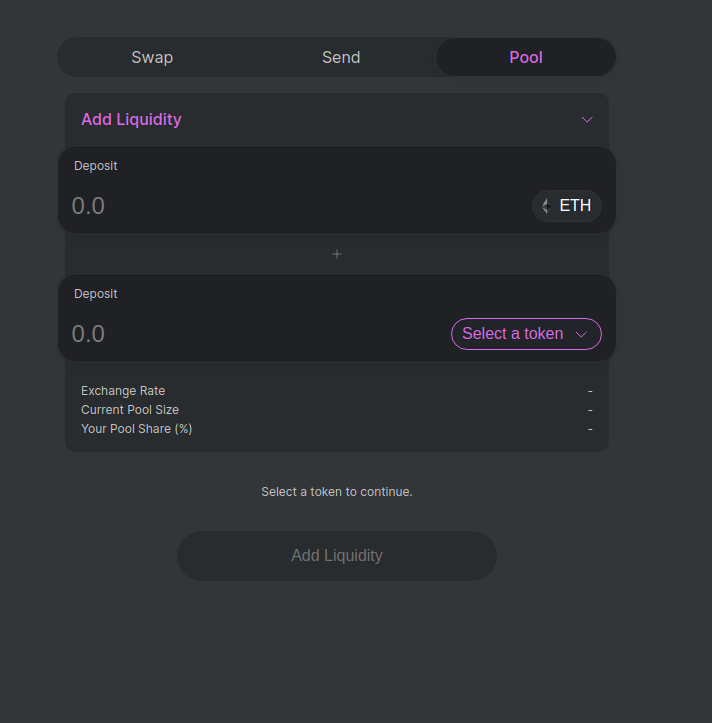 Swap Send Pool
Add Liquidity
Deposit
0.0 ETH
+
Deposit
0.0 Select a token
Exchange Rate -
Current Pool Size -
Your Pool Share (%) -
Select a token to continue.
Add Liquidity